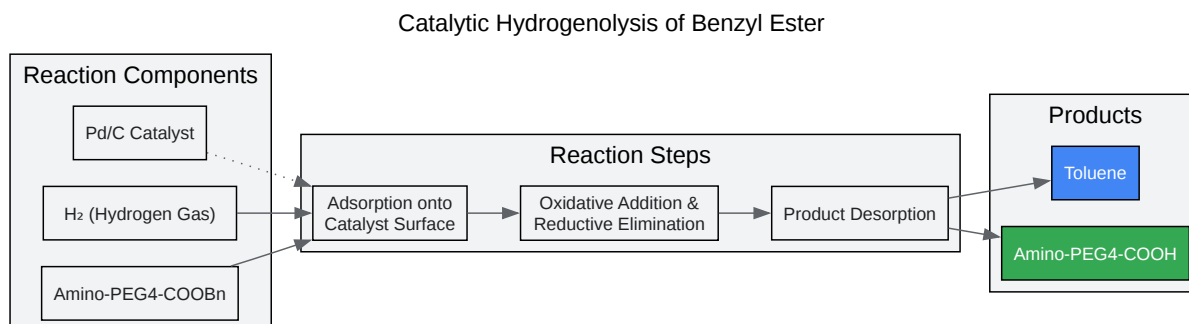 Catalytic Hydrogenolysis of Benzyl Ester
Reaction Components
Pd/C Catalyst
H₂ (Hydrogen Gas)
Amino-PEG4-COOBn
Reaction Steps
Adsorption onto
Catalyst Surface
Oxidative Addition &
Reductive Elimination
Product Desorption
Products
Toluene
Amino-PEG4-COOH